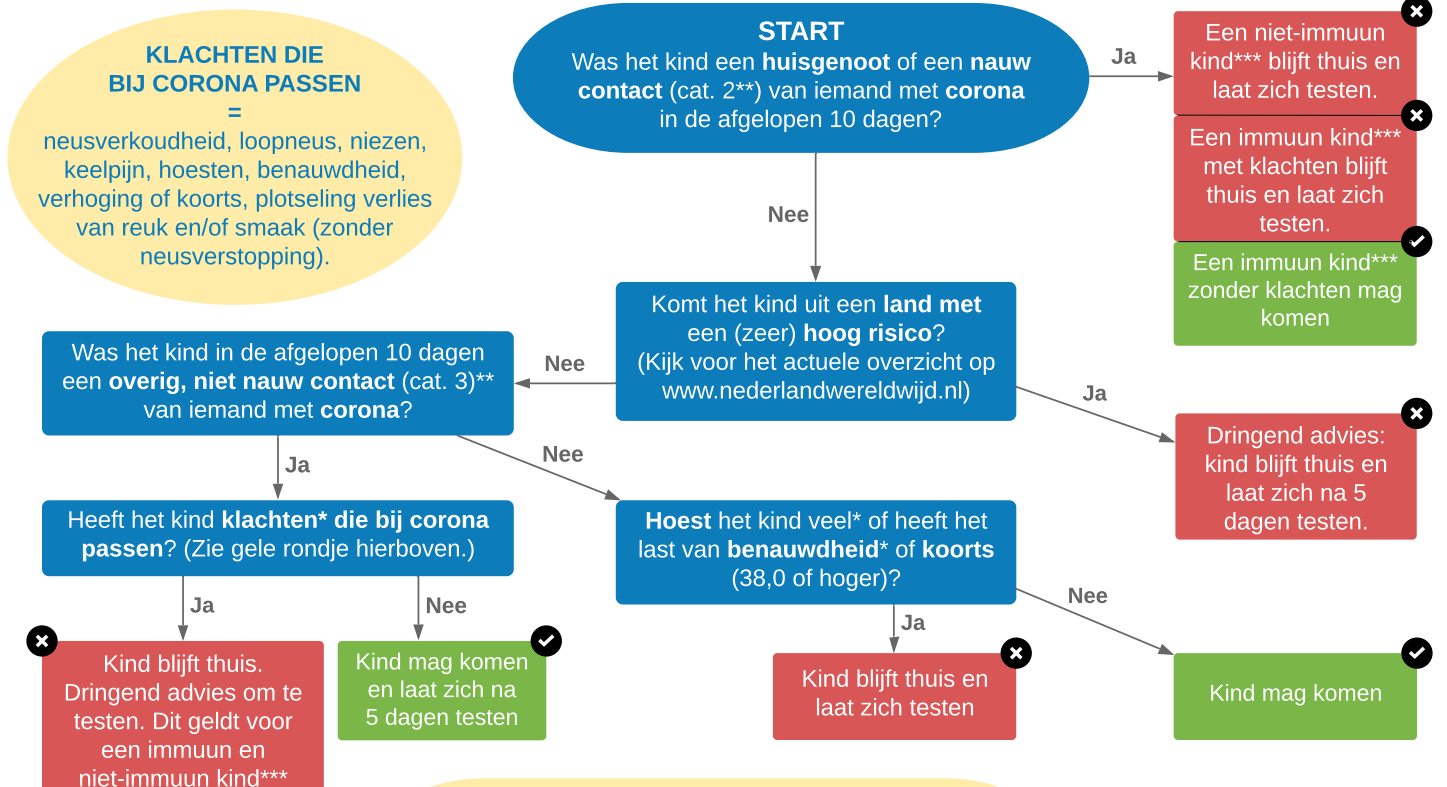 KLACHTEN DIE
BIJ CORONA PASSEN
=
neusverkoudheid, loopneus, niezen,
keelpijn, hoesten, benauwdheid,
verhoging of koorts, plotseling verlies
van reuk en/of smaak (zonder
neusverstopping).
START
Was het kind een huisgenoot of een nauw
contact (cat. 2**) van iemand met corona
in de afgelopen 10 dagen?
Ja
Een niet-immuun
kind*** blijft thuis en
laat zich testen.
Een immuun kind***
met klachten blijft
thuis en laat zich
testen.
Een immuun kind***
zonder klachten mag
komen
Nee
Komt het kind uit een land met
een (zeer) hoog risico?
(Kijk voor het actuele overzicht op
www.nederlandwereldwijd.nl)
Ja
Dringend advies:
kind blijft thuis en
laat zich na 5
dagen testen.
Nee
Was het kind in de afgelopen 10 dagen
een overig, niet nauw contact (cat. 3)**
van iemand met corona?
Ja
Nee
Heeft het kind klachten* die bij corona
passen? (Zie gele rondje hierboven.)
Ja
Nee
Kind blijft thuis.
Dringend advies om te
testen. Dit geldt voor
een immuun en
niet-immuun kind***
Kind mag komen
en laat zich na
5 dagen testen
Hoest het kind veel* of heeft het
last van benauwdheid* of koorts
(38,0 of hoger)?
Ja
Nee
Kind blijft thuis en
laat zich testen
Kind mag komen